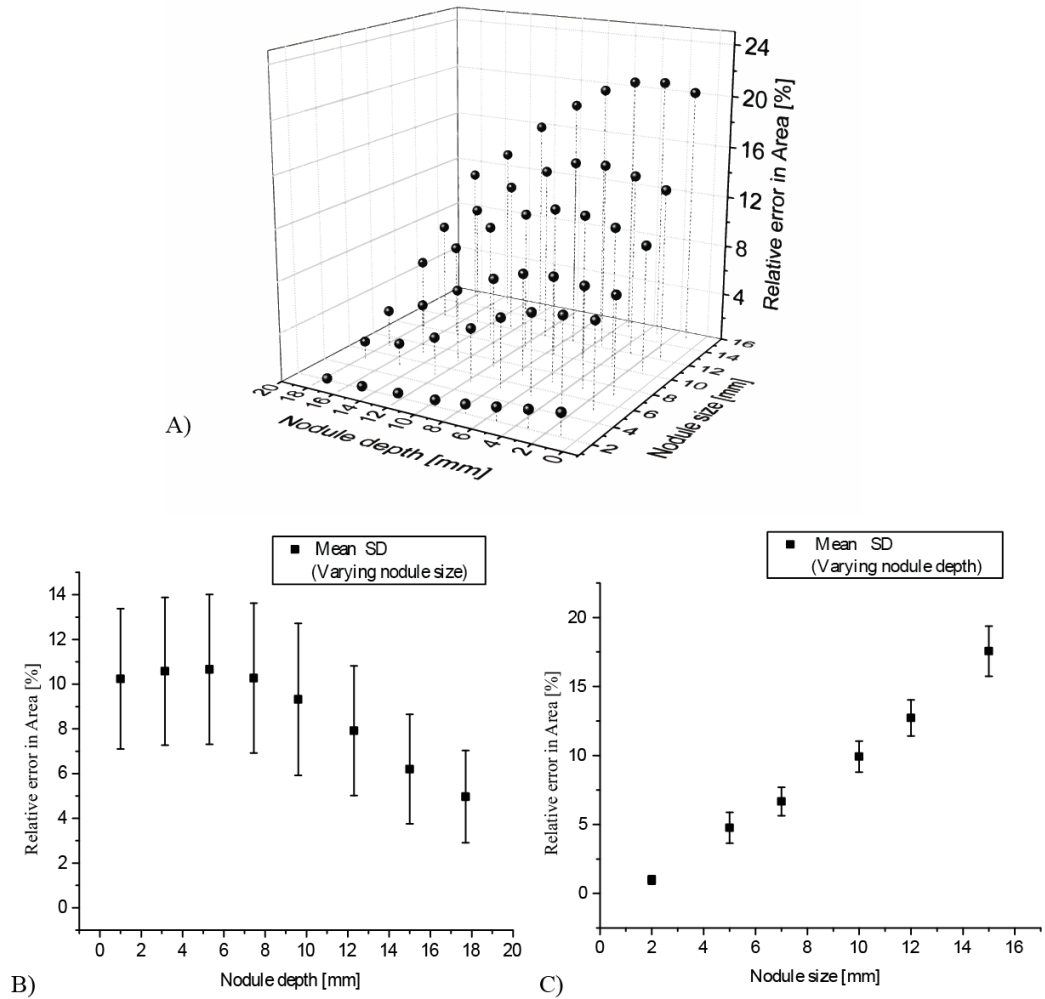 24
20
16
12
8
4
Relative error in Area [%]
16
14
12
10
8
6
4
2
Nodule size [mm]
20
18
16
14
12
10
8
6
4
2
0
Nodule depth [mm]
A)
Mean SD
(Varying nodule size)
14
12
10
8
6
4
2
0
Relative error in Area [%]
0 2 4 6 8 10 12 14 16 18 20
Nodule depth [mm]
B)
Mean SD
(Varying nodule depth)
20
15
10
5
0
Relative error in Area [%]
0 2 4 6 8 10 12 14 16
Nodule size [mm]
C)